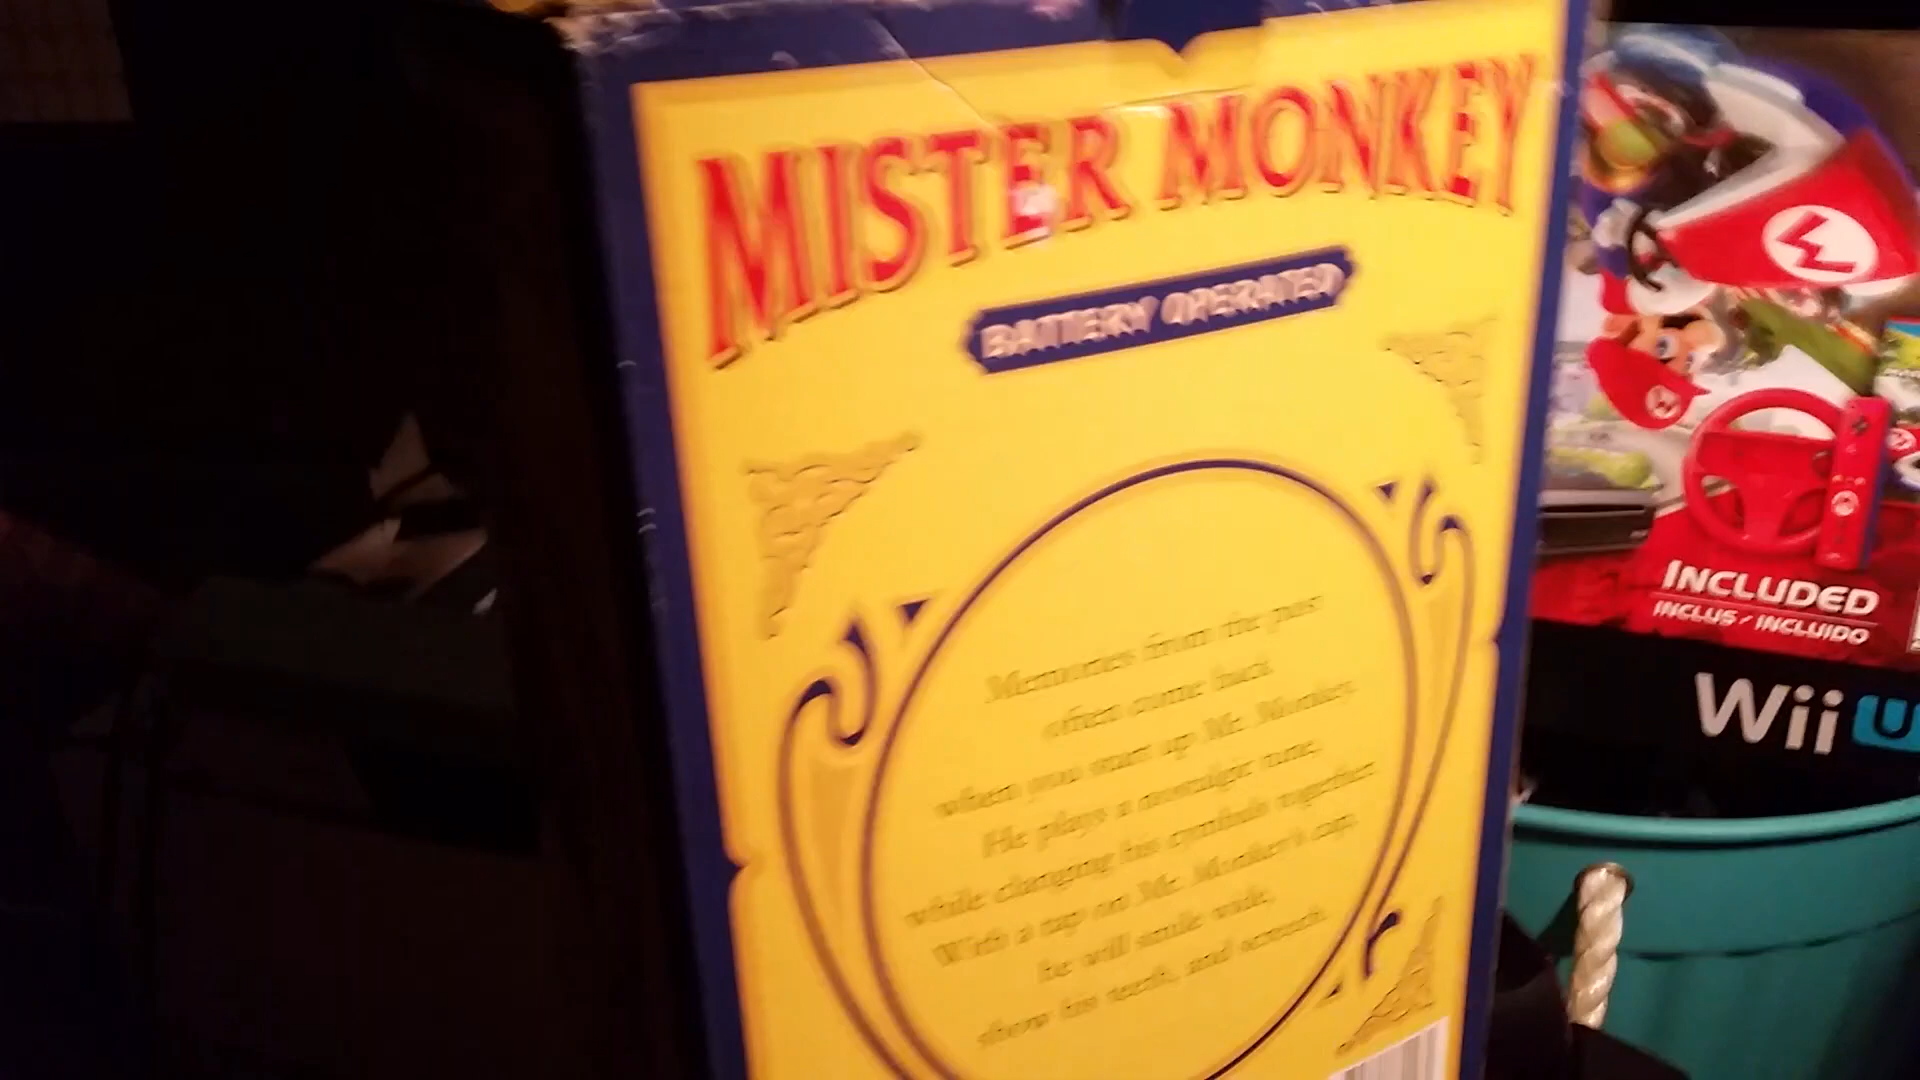 MISTER MONKEY
BATTERY OPERATED
Memories from the past
often come back
when you start up Mr. Monkey.
He plays a nostalgic tune,
while clanging his cymbals together.
With a tap on Mr. Monkey's cap,
he will smile wide,
show his teeth, and screech.
M
M
INCLUDED
INCLUS / INCLUIDO
Wii U